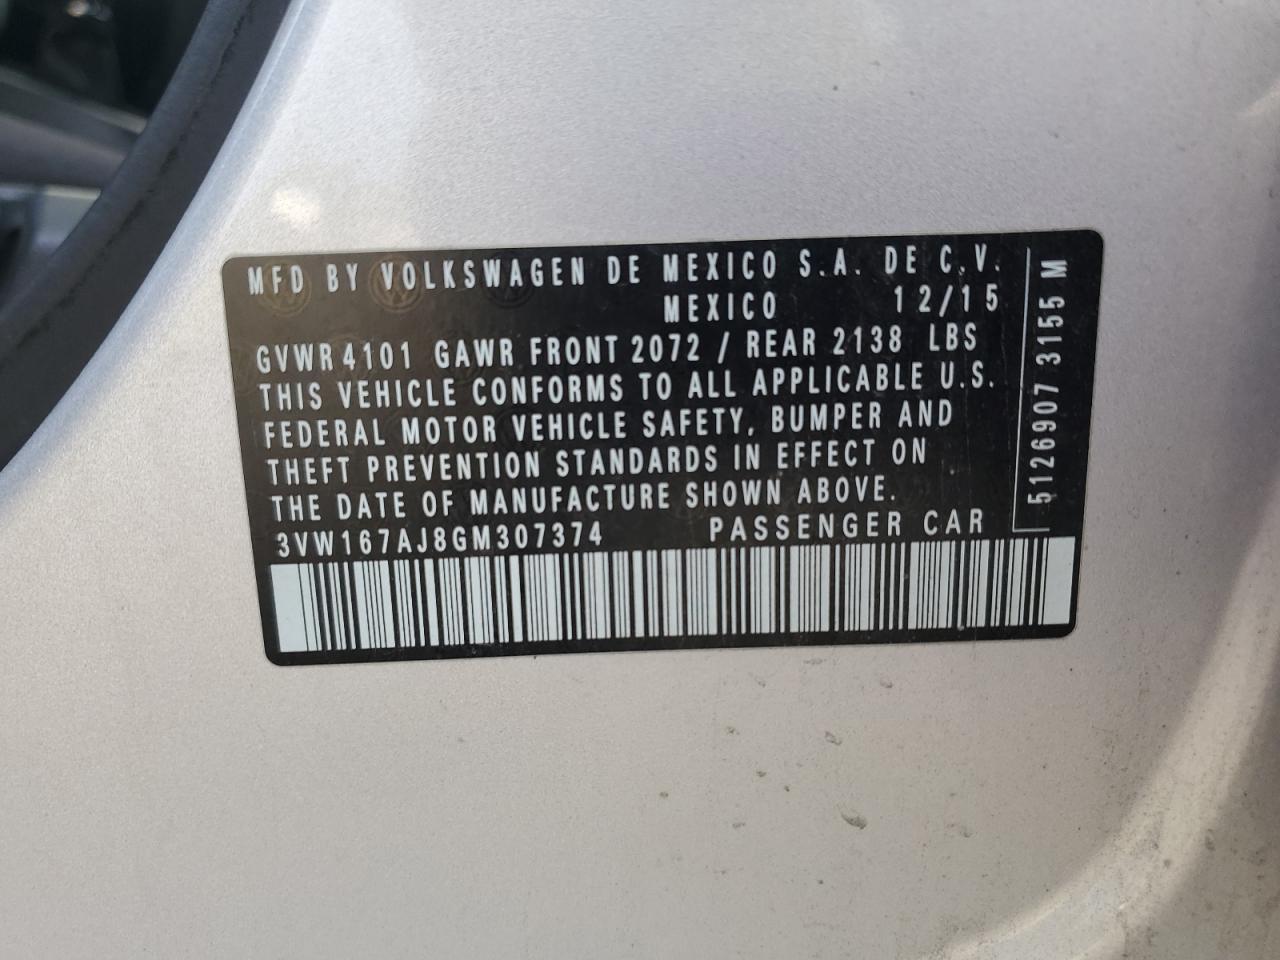 MFD BY VOLKSWAGEN DE MEXICO S.A. DE C.V.
MEXICO 12/15
GVWR 4101 GAWR FRONT 2072 / REAR 2138 LBS
THIS VEHICLE CONFORMS TO ALL APPLICABLE U.S.
FEDERAL MOTOR VEHICLE SAFETY, BUMPER AND
THEFT PREVENTION STANDARDS IN EFFECT ON
THE DATE OF MANUFACTURE SHOWN ABOVE.
3VW167AJ8GM307374 PASSENGER CAR
5126907 3155 M